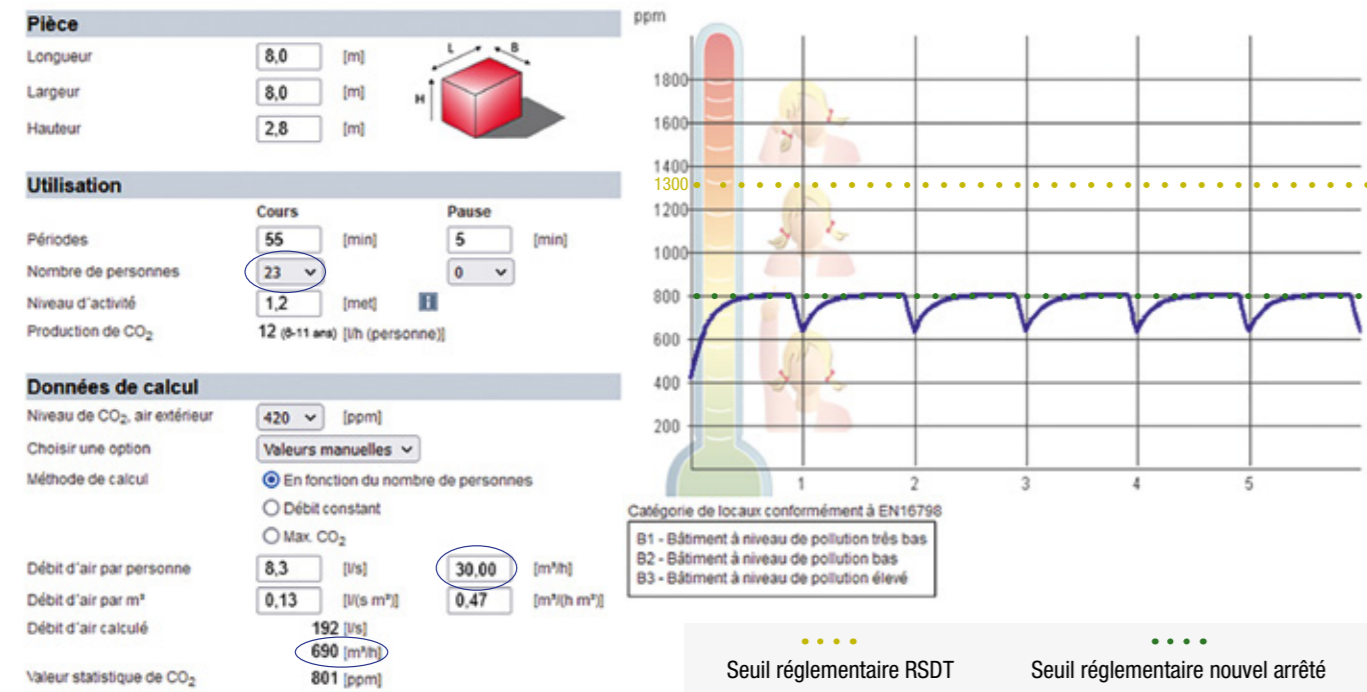 Pièce
Longueur 8,0 [m]
Largeur 8,0 [m]
Hauteur 2,8 [m]
L B
H
Utilisation
Cours Pause
Périodes 55 [min] 5 [min]
Nombre de personnes 23 0
Niveau d'activité 1,2 [met] i
Production de CO2 12 (6-11 ans) [l/h (personne)]
Données de calcul
Niveau de CO2, air extérieur 420 [ppm]
Choisir une option Valeurs manuelles
Méthode de calcul En fonction du nombre de personnes
Débit constant
Max. CO2
Débit d'air par personne 8,3 [l/s] 30,00 [m³/h]
Débit d'air par m² 0,13 [l/(s m²)] 0,47 [m³/(h m²)]
Débit d'air calculé 192 [l/s]
690 [m³/h]
Valeur statistique de CO2 801 [ppm]
ppm
1800
1600
1400
1300
1200
1000
800
600
400
200
1 2 3 4 5
Catégorie de locaux conformément à EN16798
B1 - Bâtiment à niveau de pollution très bas
B2 - Bâtiment à niveau de pollution bas
B3 - Bâtiment à niveau de pollution élevé
Seuil réglementaire RSDT Seuil réglementaire nouvel arrêté